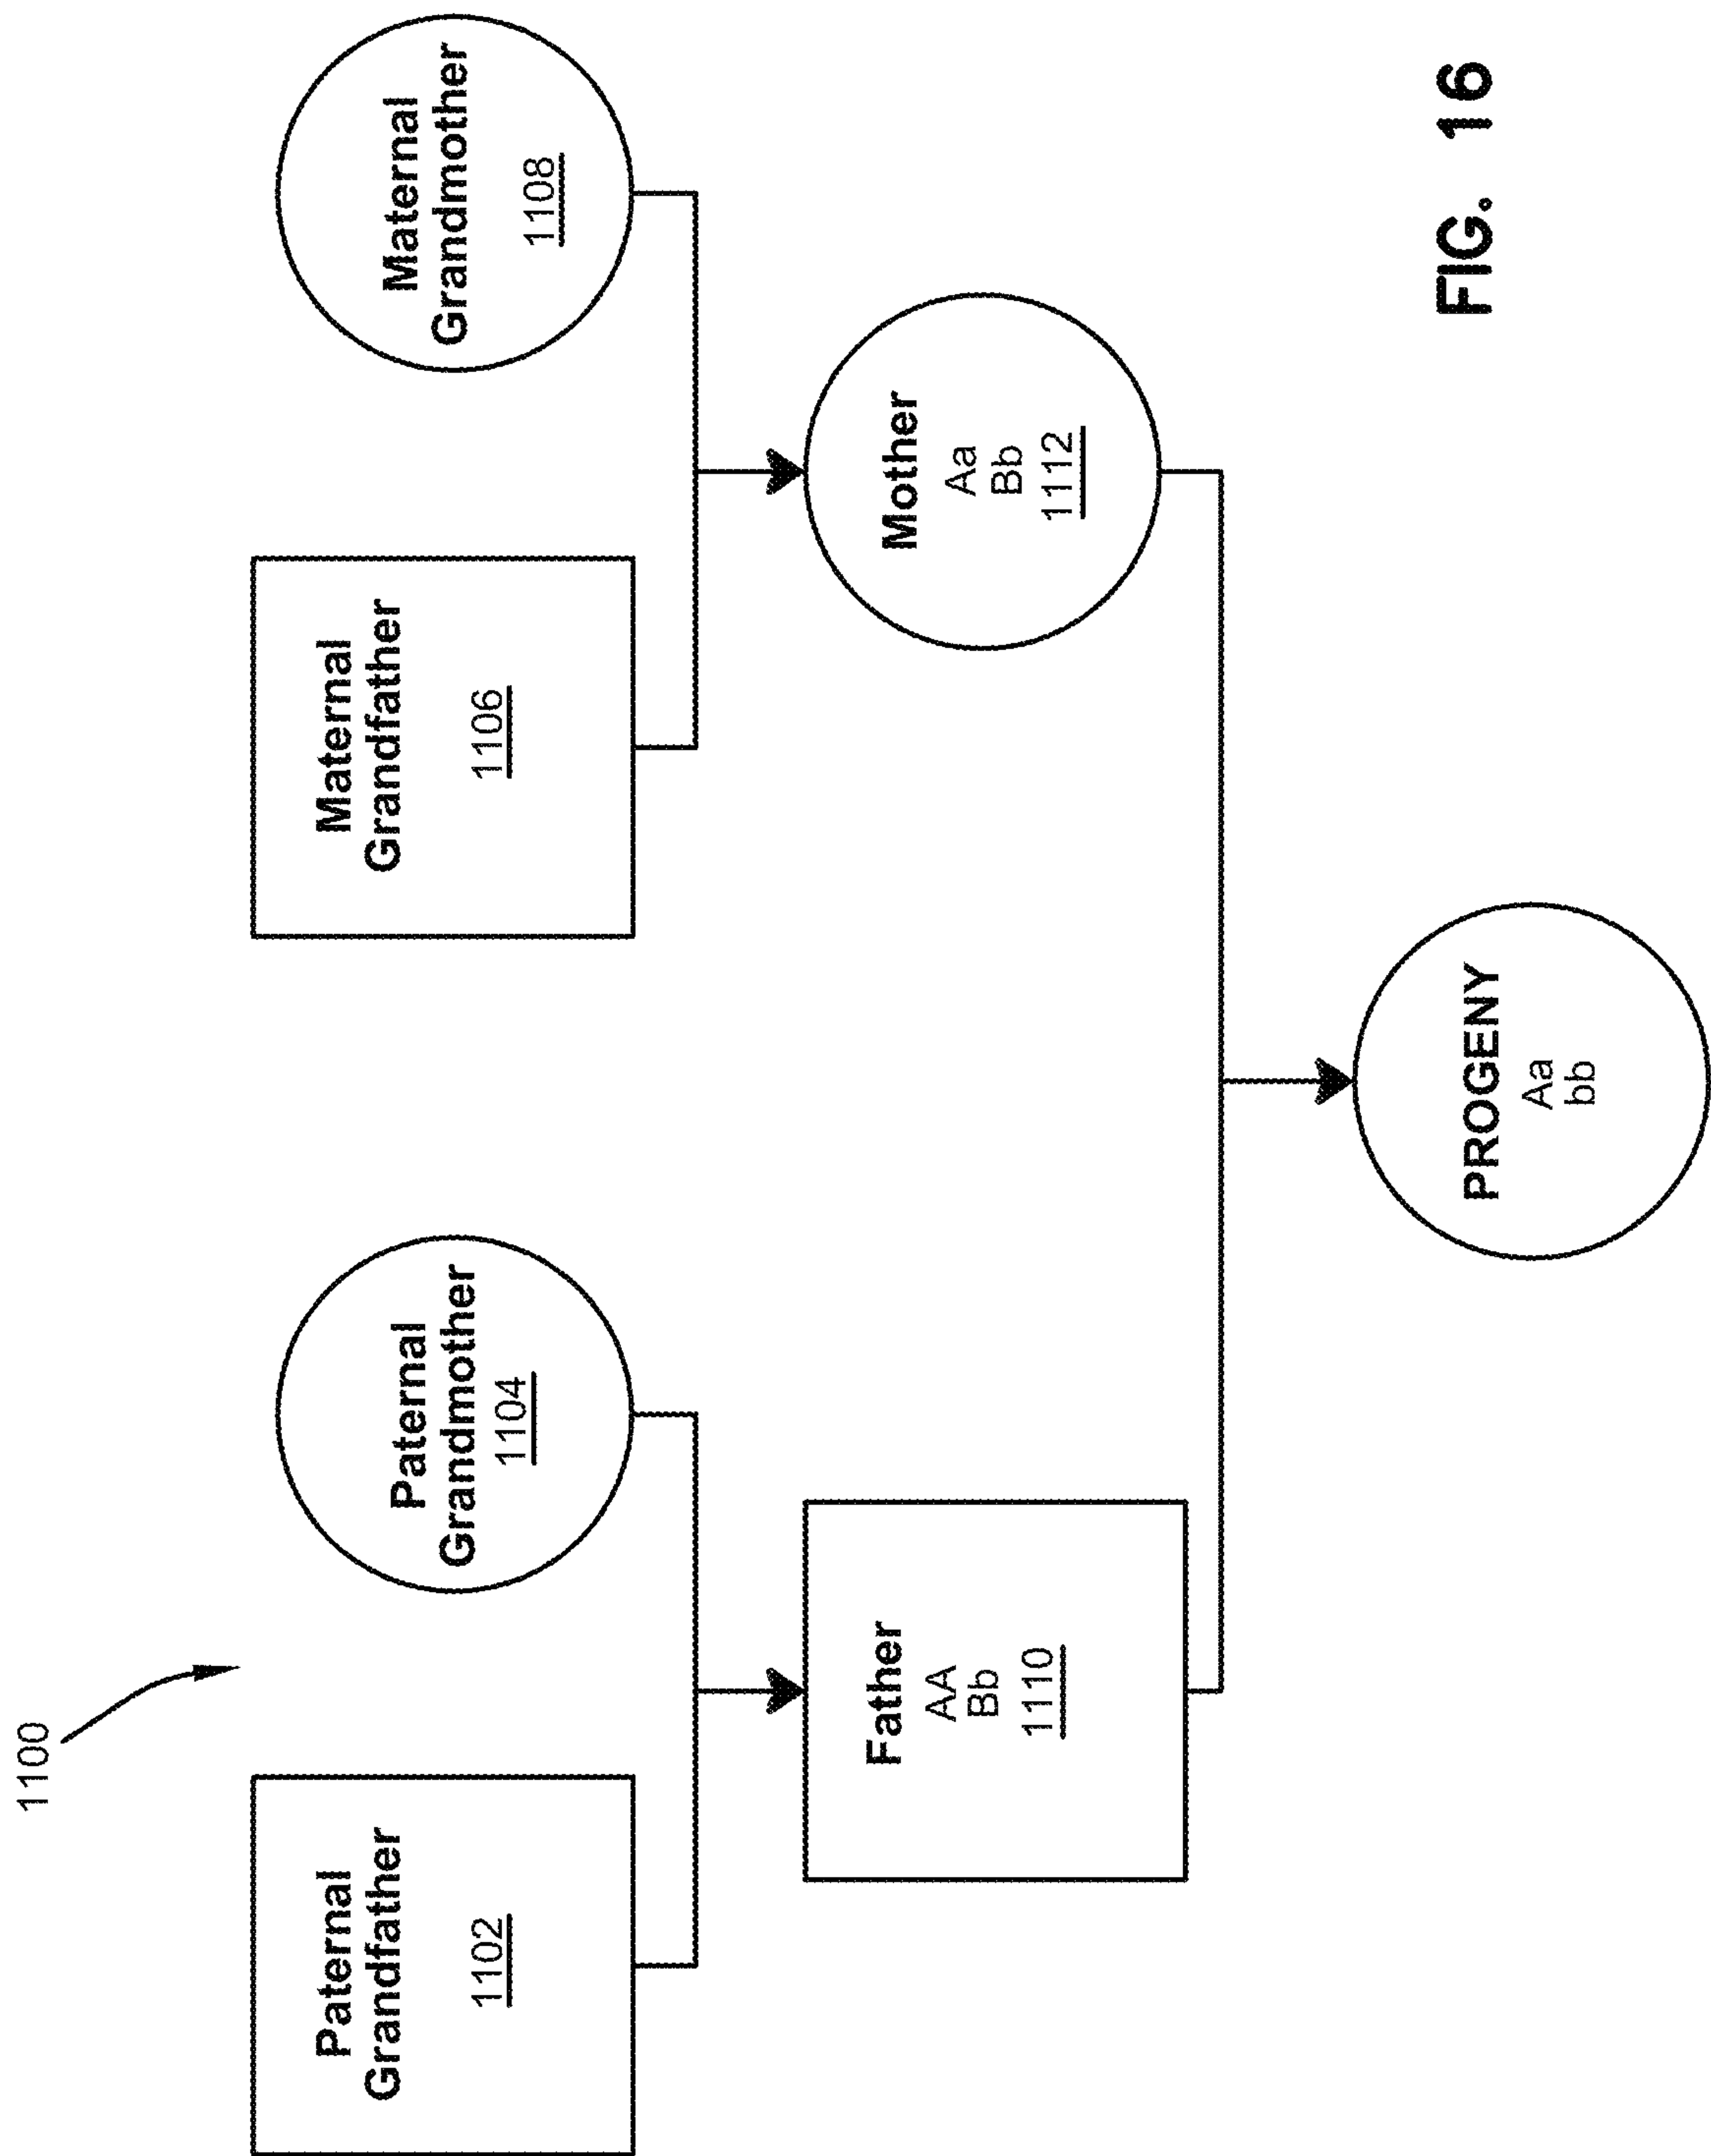 1100
Paternal
Grandfather
1102
Paternal
Grandmother
1104
Maternal
Grandfather
1106
Maternal
Grandmother
1108
Father
AA
Bb
1110
Mother
Aa
Bb
1112
PROGENY
Aa
bb
FIG. 16